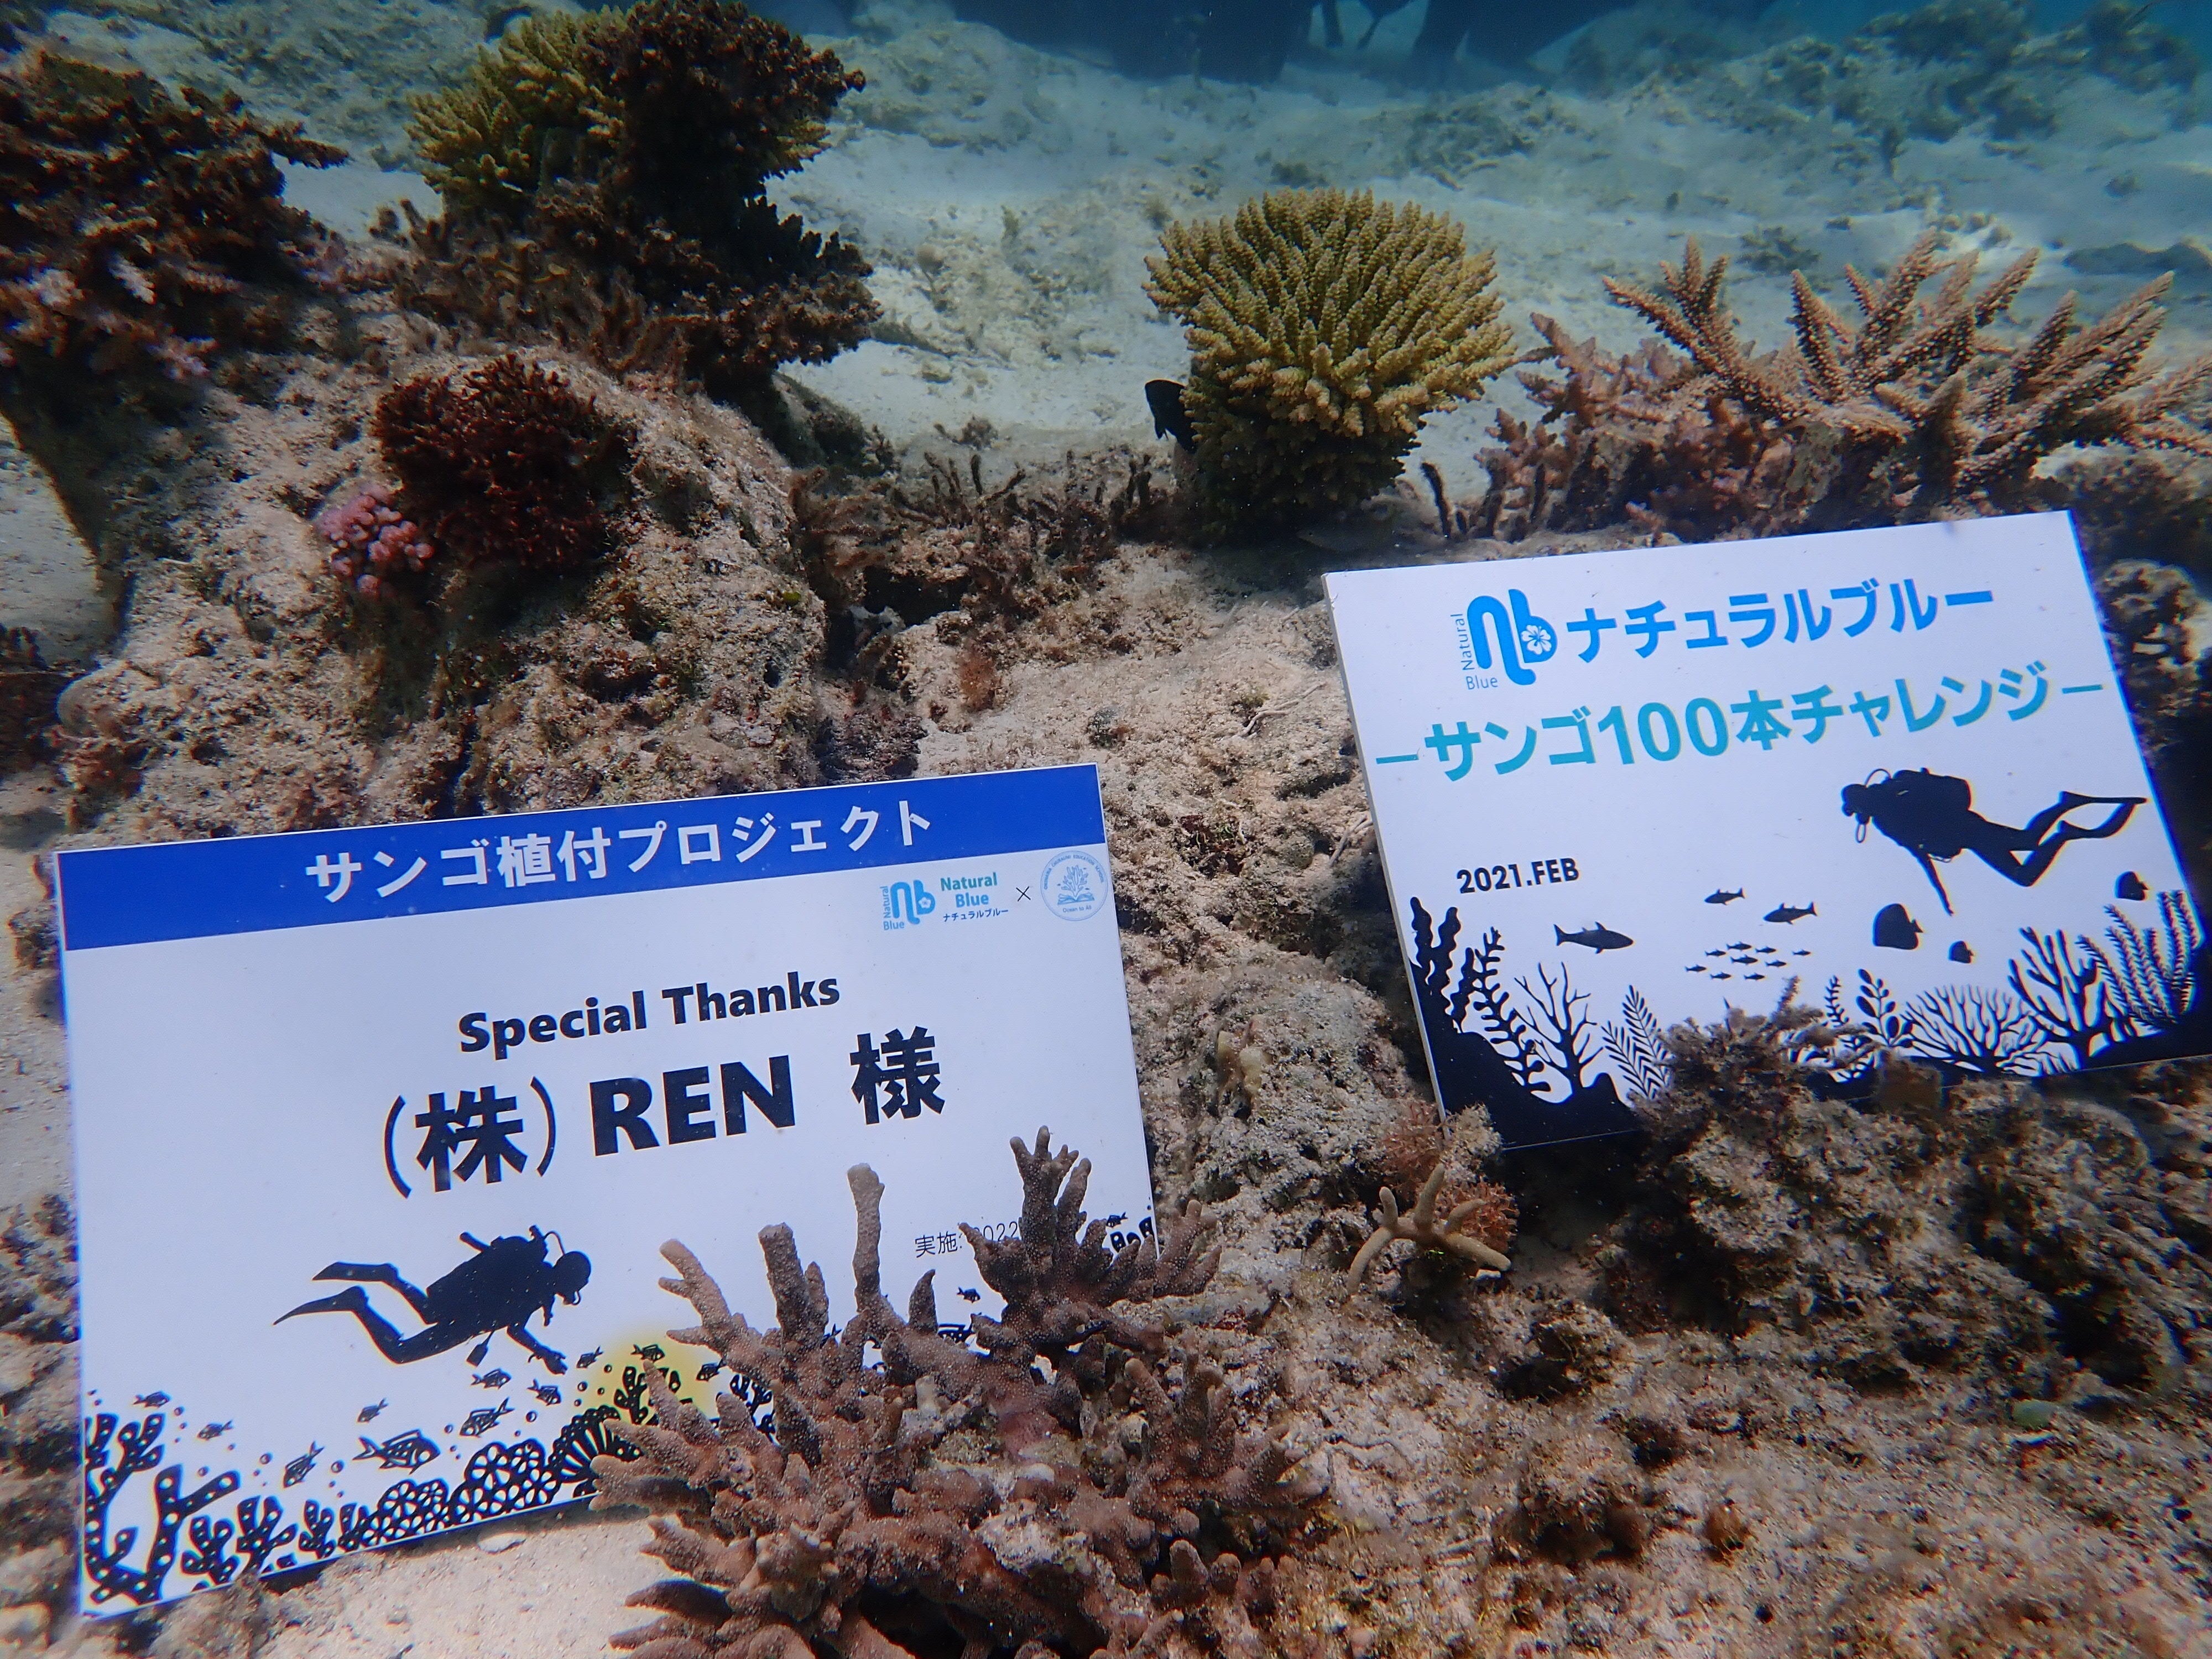 Natural
Blue
ナチュラルブルー
―サンゴ100本チャレンジ―
2021.FEB
サンゴ植付プロジェクト
Natural
Blue
Natural
Blue
ナチュラルブルー
×
Special Thanks
(株) REN 様
実施: 2022